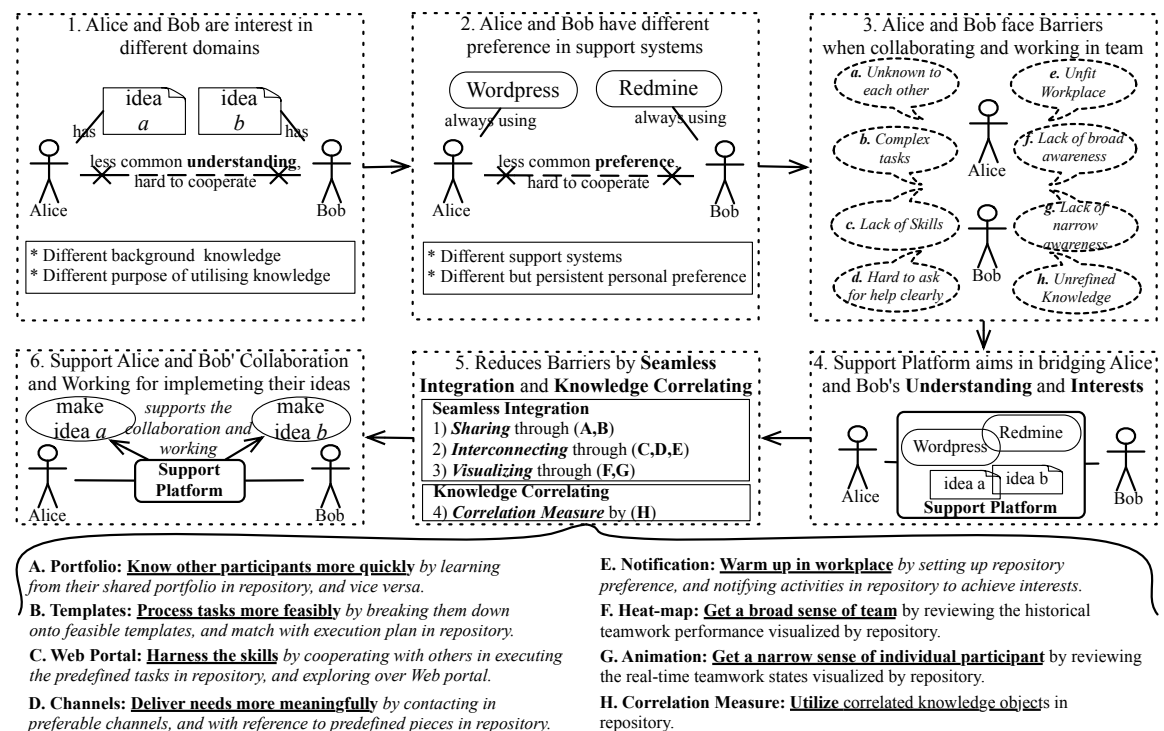 1. Alice and Bob are interest in
different domains
idea
a
idea
b
has
has
less common understanding,
hard to cooperate
Alice
Bob
* Different background knowledge
* Different purpose of utilising knowledge
2. Alice and Bob have different
preference in support systems
Wordpress
Redmine
always using
always using
less common preference,
hard to cooperate
Alice
Bob
* Different support systems
* Different but persistent personal preference
3. Alice and Bob face Barriers
when collaborating and working in team
a. Unknown to
each other
b. Complex
tasks
c. Lack of Skills
d. Hard to ask
for help clearly
Alice
Bob
e. Unfit
Workplace
f. Lack of broad
awareness
g. Lack of
narrow
awareness
h. Unrefined
Knowledge
6. Support Alice and Bob' Collaboration
and Working for implemeting their ideas
make
idea a
supports the
collaboration and
working
make
idea b
Support
Platform
Alice
Bob
5. Reduces Barriers by Seamless
Integration and Knowledge Correlating
Seamless Integration
1) Sharing through (A,B)
2) Interconnecting through (C,D,E)
3) Visualizing through (F,G)
Knowledge Correlating
4) Correlation Measure by (H)
4. Support Platform aims in bridging Alice
and Bob's Understanding and Interests
Wordpress
Redmine
idea a
idea b
Support Platform
Alice
Bob
A. Portfolio: Know other participants more quickly by learning
from their shared portfolio in repository, and vice versa.
B. Templates: Process tasks more feasibly by breaking them down
onto feasible templates, and match with execution plan in repository.
C. Web Portal: Harness the skills by cooperating with others in executing
the predefined tasks in repository, and exploring over Web portal.
D. Channels: Deliver needs more meaningfully by contacting in
preferable channels, and with reference to predefined pieces in repository.
E. Notification: Warm up in workplace by setting up repository
preference, and notifying activities in repository to achieve interests.
F. Heat-map: Get a broad sense of team by reviewing the historical
teamwork performance visualized by repository.
G. Animation: Get a narrow sense of individual participant by reviewing
the real-time teamwork states visualized by repository.
H. Correlation Measure: Utilize correlated knowledge objects in
repository.